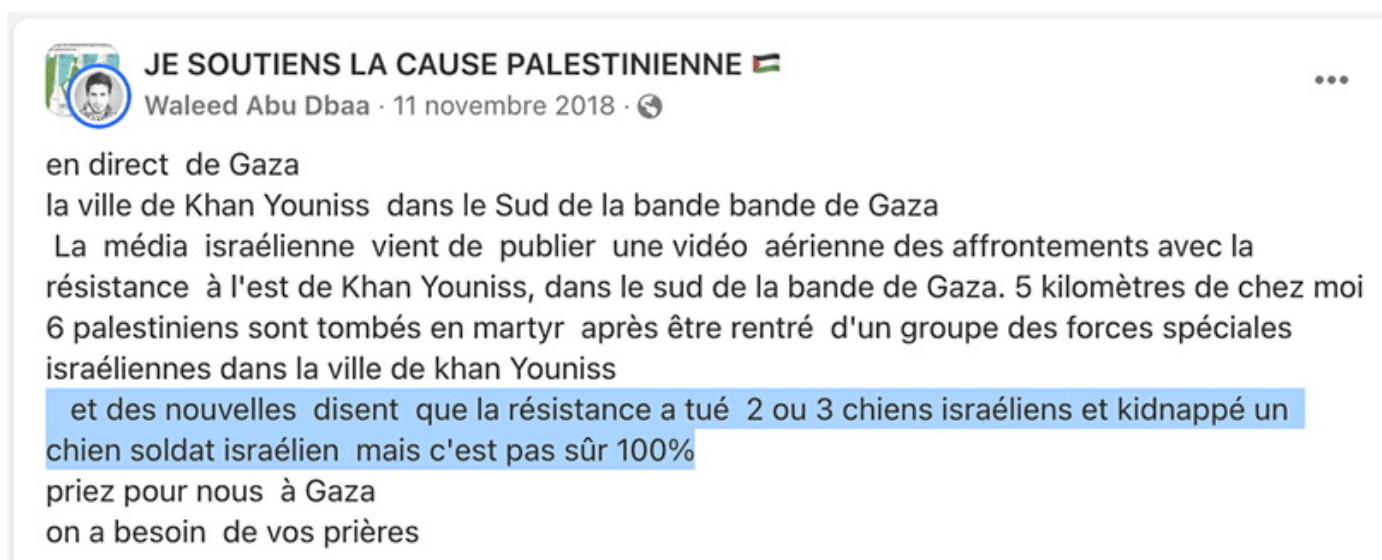 JE SOUTIENS LA CAUSE PALESTINIENNE 🇵🇸
Waleed Abu Dbaa · 11 novembre 2018 ·
en direct  de Gaza
la ville de Khan Youniss  dans le Sud de la bande bande de Gaza
La  média  israélienne  vient de  publier  une vidéo  aérienne des affrontements avec la
résistance  à l'est de Khan Youniss, dans le sud de la bande de Gaza. 5 kilomètres de chez moi
6 palestiniens sont tombés en martyr  après être rentré  d'un groupe des forces spéciales
israéliennes dans la ville de khan Youniss
et des nouvelles  disent  que la résistance a tué  2 ou 3 chiens israéliens et kidnappé un
chien soldat israélien  mais c'est pas sûr 100%
priez pour nous  à Gaza
on a besoin  de vos prières